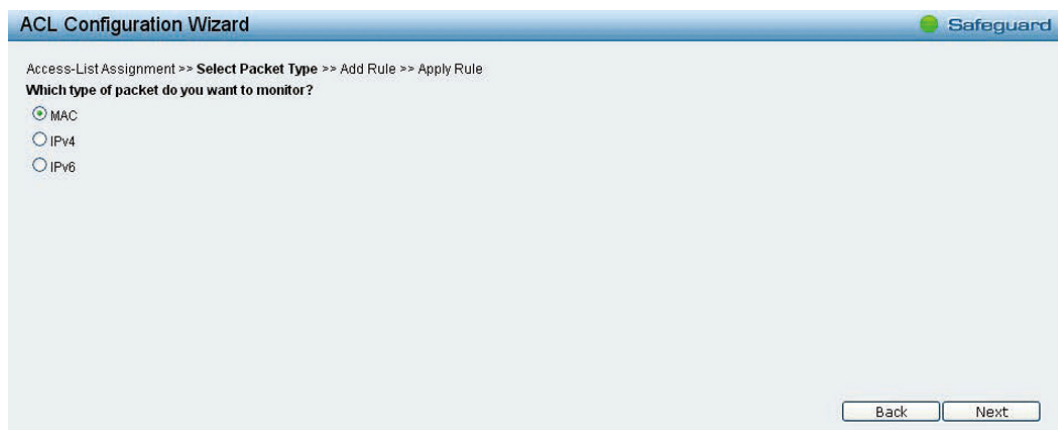 ACL Configuration Wizard
Safeguard
Access-List Assignment >> Select Packet Type >> Add Rule >> Apply Rule
Which type of packet do you want to monitor?
MAC
IPv4
IPv6
Back
Next